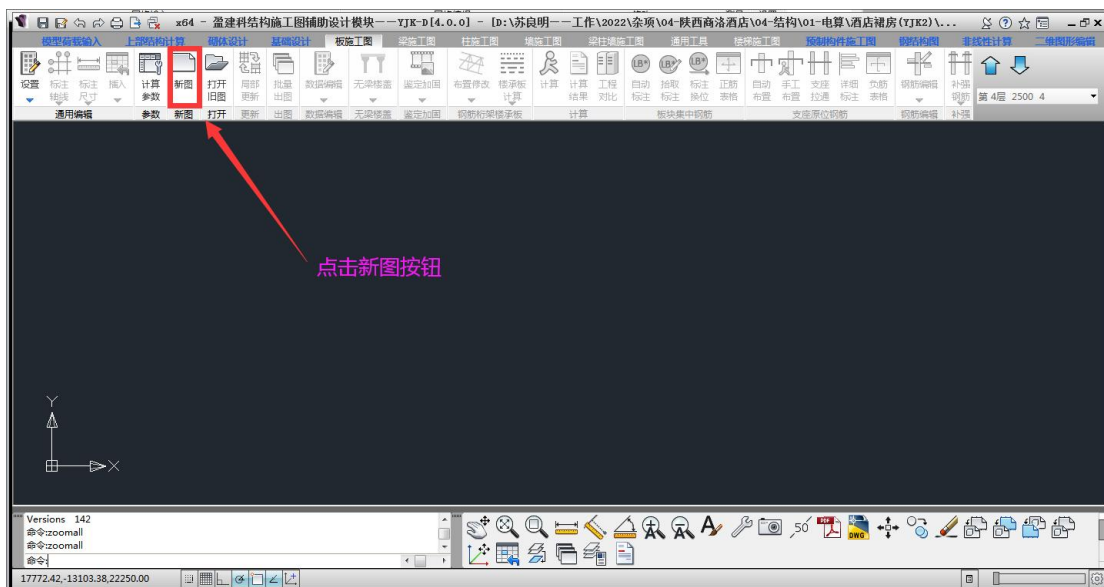 x64 - 盈建科结构施工图辅助设计模块--YJK-D[4.0.0] - [D:\苏良明--工作\2022\杂项\04-陕西商洛酒店\04-结构\01-电算\酒店裙房(YJK2)\...
模型荷载输入 上部结构计算 砌体设计 基础设计 板施工图 梁施工图 柱施工图 墙施工图 梁柱墙施工图 通用工具 楼梯施工图 预制构件施工图 钢结构图 非线性计算 二维图形编辑
设置 标注 标注 插入 计算 新图 打开 局部 批量 数据编辑 无梁楼盖 鉴定加固 布置修改 楼承板 计算 计算 工程 自动 拾取 标注 正筋 自动 手工 支座 详细 负筋 钢筋编辑 补强
轴线 尺寸 参数 旧图 更新 出图 计算 结果 对比 标注 标注 换位 表格 布置 布置 拉通 标注 表格 钢筋 第 4层 2500 4
通用编辑 参数 新图 打开 更新 出图 数据编辑 无梁楼盖 鉴定加固 钢筋桁架楼承板 计算 板块集中钢筋 支座原位钢筋 钢筋编辑 补强
点击新图按钮
Y
X
Versions 142
命令:zoomall
命令:zoomall
命令:
50
PDF
DWG
17772.42,-13103.38,22250.00